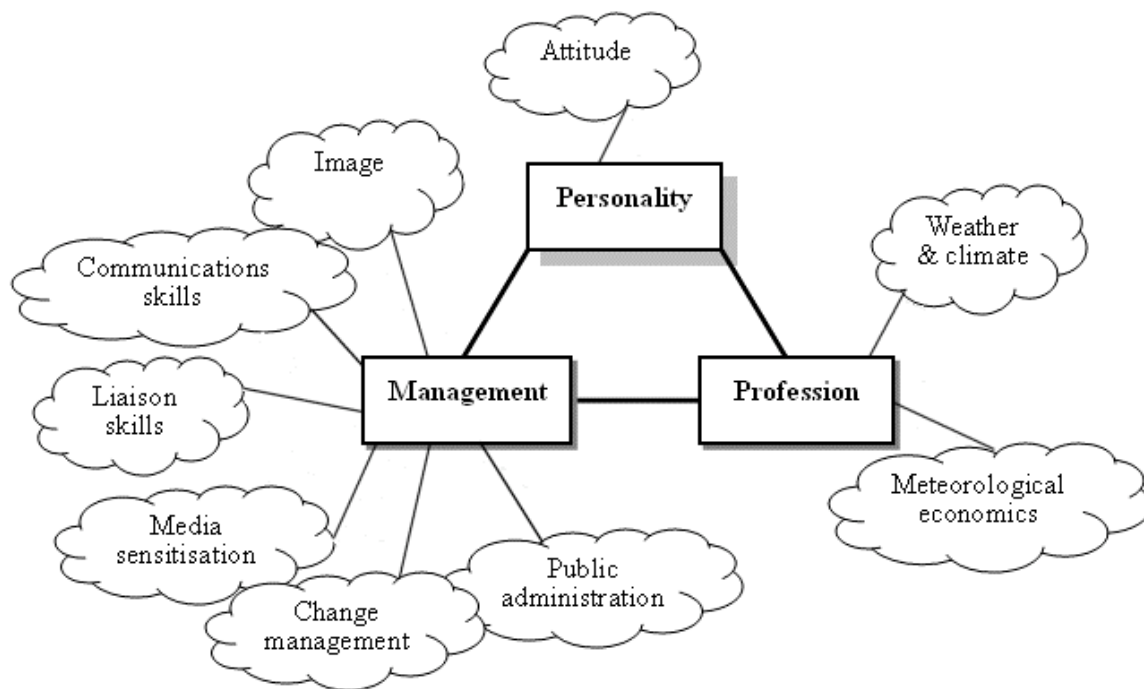 Attitude
Image
Personality
Weather
& climate
Communications
skills
Management
Profession
Liaison
skills
Meteorological
economics
Media
sensitisation
Public
administration
Change
management